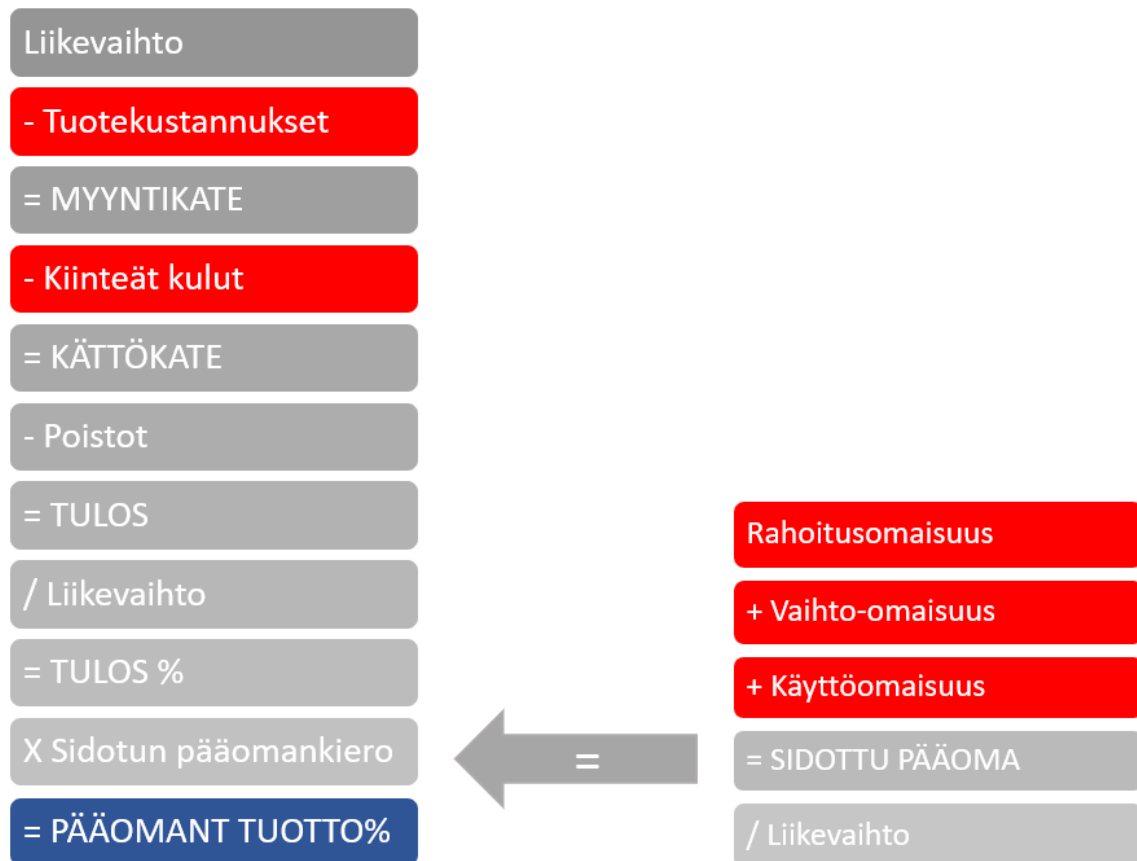 Liikevaihto
- Tuotekustannukset
= MYYNTIKATE
- Kiinteät kulut
= KÄTTÖKATE
- Poistot
= TULOS
/ Liikevaihto
= TULOS %
X Sidotun pääomankiero
= PÄÄOMANT TUOTTO%
=
Rahoitusomaisuus
+ Vaihto-omaisuus
+ Käyttöomaisuus
= SIDOTTU PÄÄOMA
/ Liikevaihto